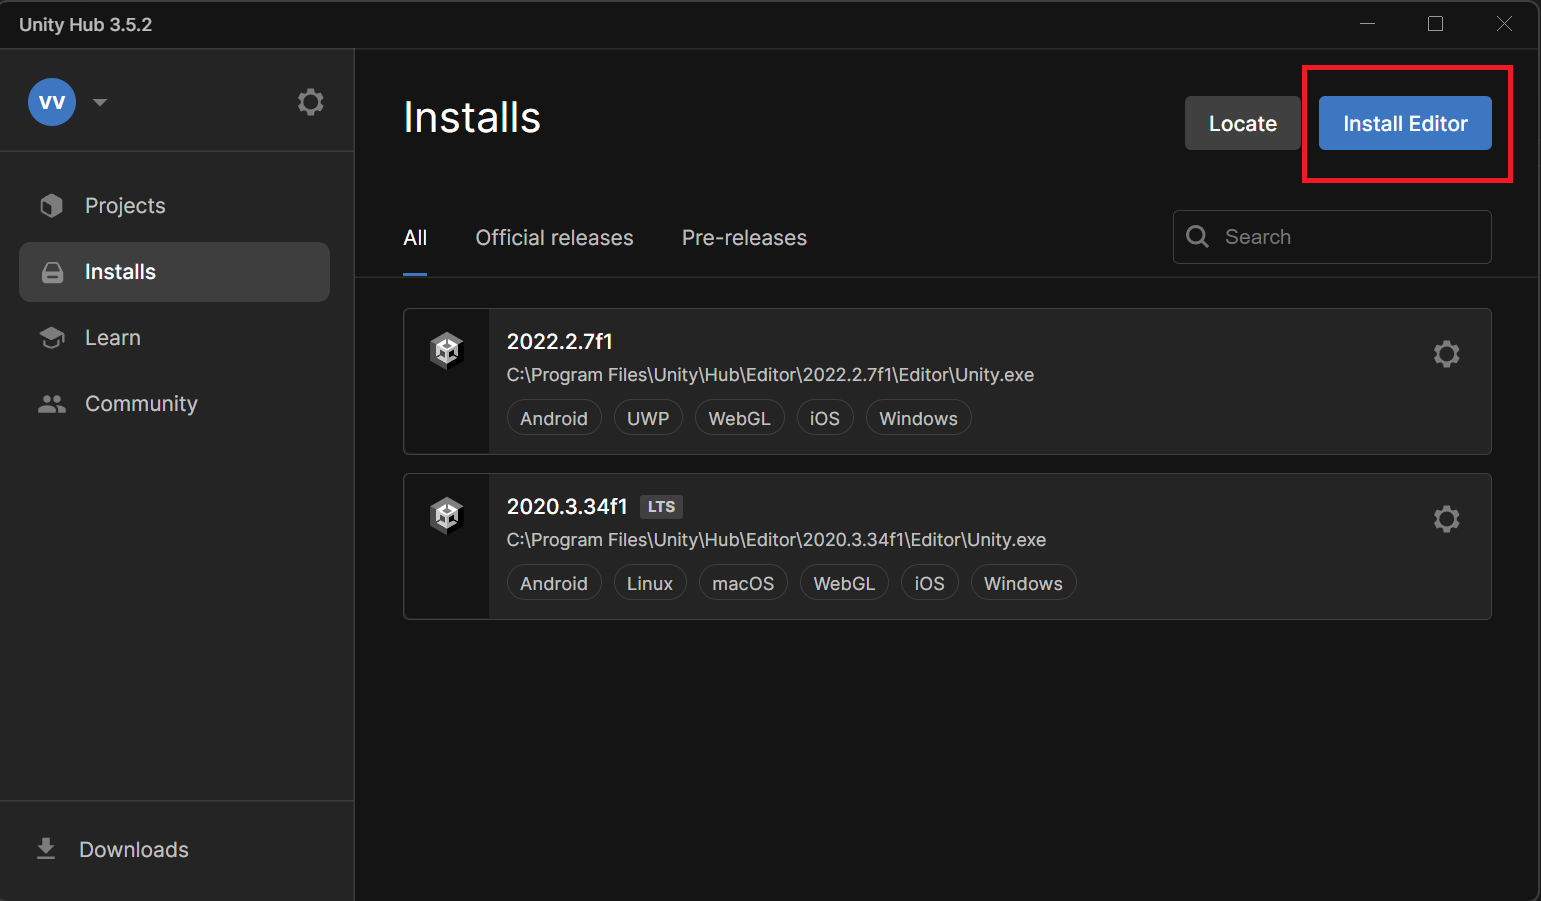 Unity Hub 3.5.2
VV
Projects
Installs
Learn
Community
Downloads
Installs
Locate
Install Editor
All
Official releases
Pre-releases
Search
2022.2.7f1
C:\Program Files\Unity\Hub\Editor\2022.2.7f1\Editor\Unity.exe
Android
UWP
WebGL
iOS
Windows
2020.3.34f1 LTS
C:\Program Files\Unity\Hub\Editor\2020.3.34f1\Editor\Unity.exe
Android
Linux
macOS
WebGL
iOS
Windows